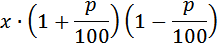 x · (1 + p/100) (1 − p/100)